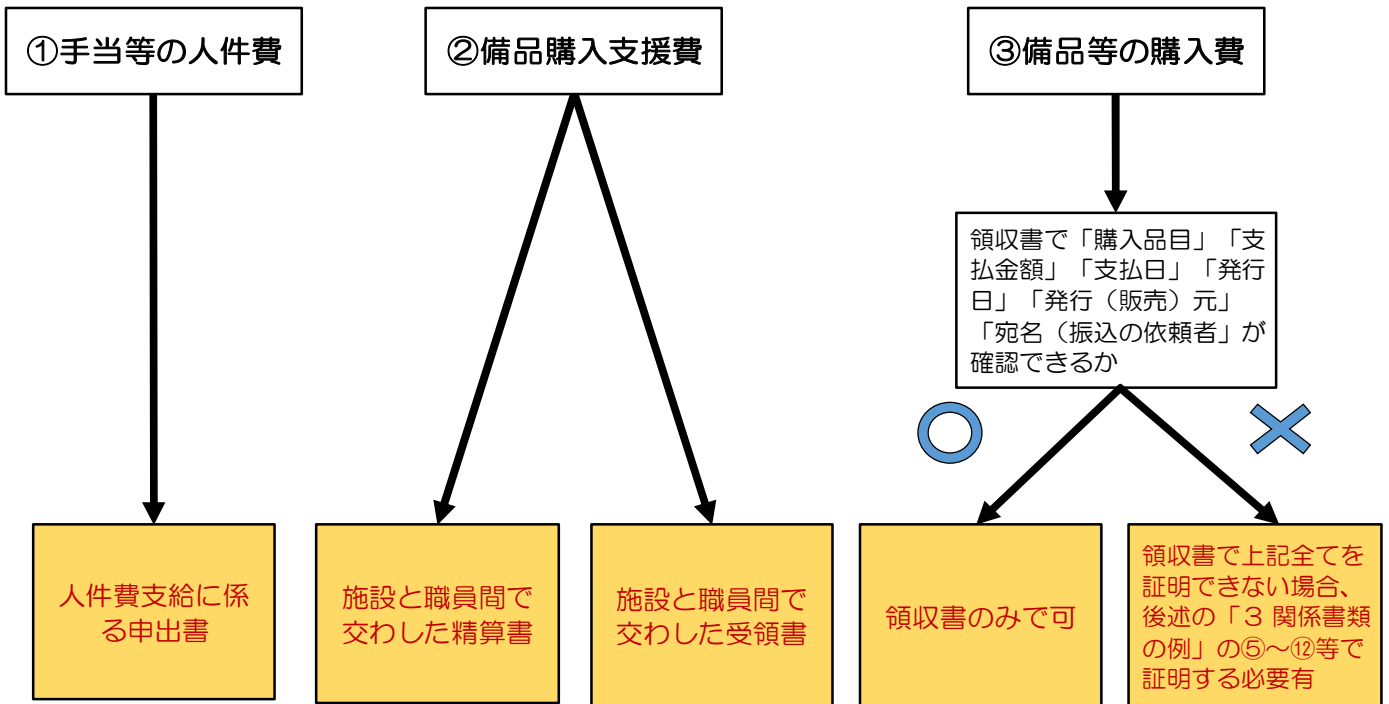 ①手当等の人件費
②備品購入支援費
③備品等の購入費
領収書で「購入品目」「支
払金額」「支払日」「発行
日」「発行（販売）元」
「宛名（振込の依頼者」が
確認できるか
人件費支給に係
る申出書
施設と職員間で
交わした精算書
施設と職員間で
交わした受領書
領収書のみで可
領収書で上記全てを
証明できない場合、
後述の「３ 関係書類
の例」の⑤～⑫等で
証明する必要有